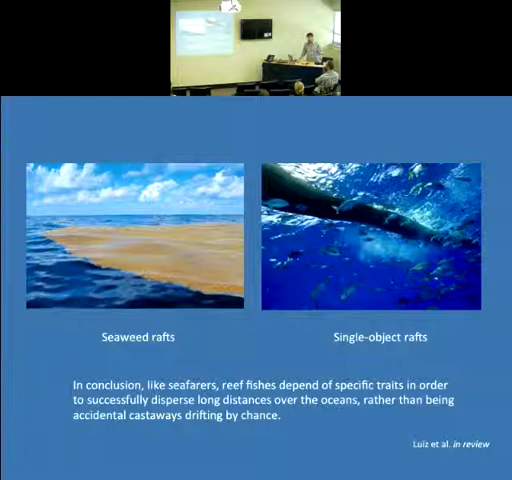 Seaweed rafts
Single-object rafts
In conclusion, like seafarers, reef fishes depend of specific traits in order
to successfully disperse long distances over the oceans, rather than being
accidental castaways drifting by chance.
Luiz et al. in review